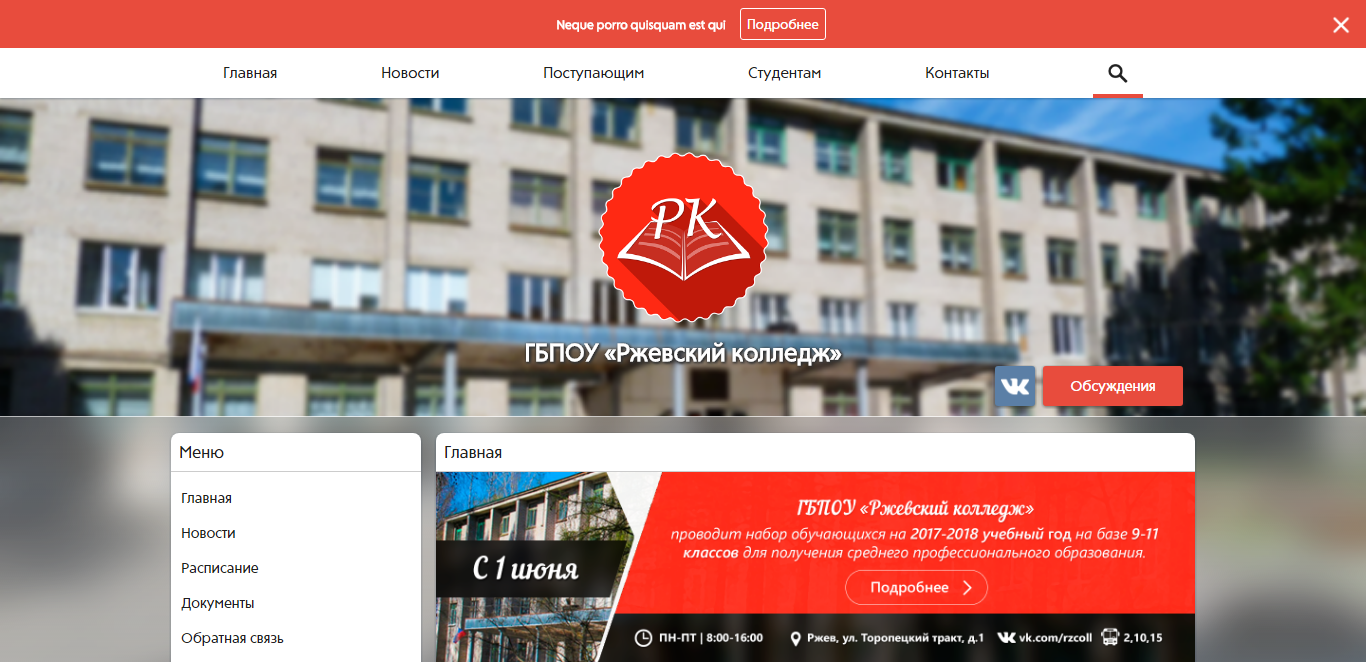 Neque porro quisquam est qui
Подробнее
Главная
Новости
Поступающим
Студентам
Контакты
РК
ГБПОУ «Ржевский колледж»
Обсуждения
Меню
Главная
Новости
Расписание
Документы
Обратная связь
Главная
С 1 июня
ГБПОУ «Ржевский колледж»
проводит набор обучающихся на 2017-2018 учебный год на базе 9-11
классов для получения среднего профессионального образования.
Подробнее
ПН-ПТ | 8:00-16:00
Ржев, ул. Торопецкий тракт, д.1
vk.com/rzcoll
2,10,15